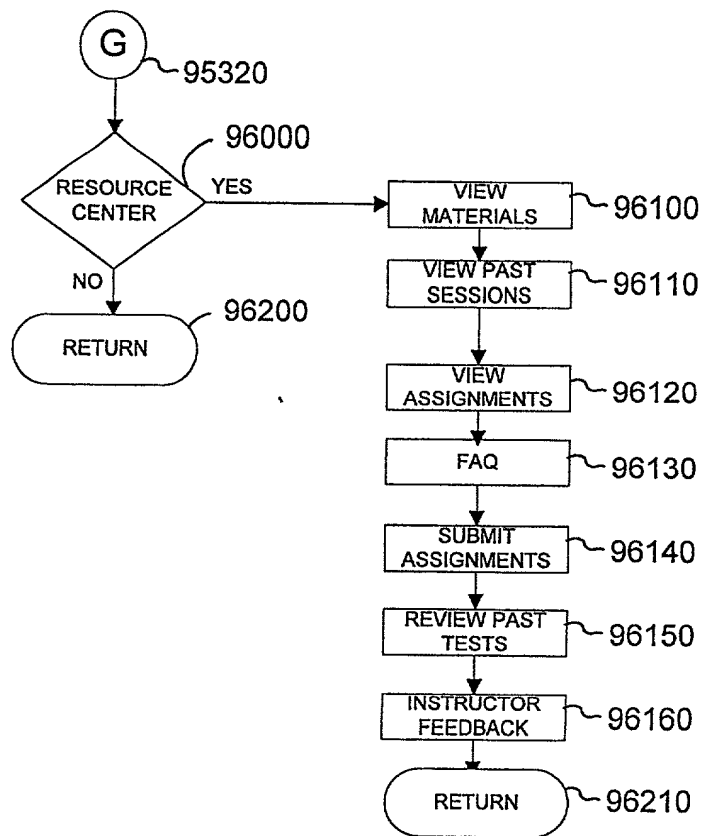 G
95320
96000
RESOURCE
CENTER
YES
NO
96200
RETURN
VIEW
MATERIALS
96100
VIEW PAST
SESSIONS
96110
VIEW
ASSIGNMENTS
96120
FAQ
96130
SUBMIT
ASSIGNMENTS
96140
REVIEW PAST
TESTS
96150
INSTRUCTOR
FEEDBACK
96160
RETURN
96210